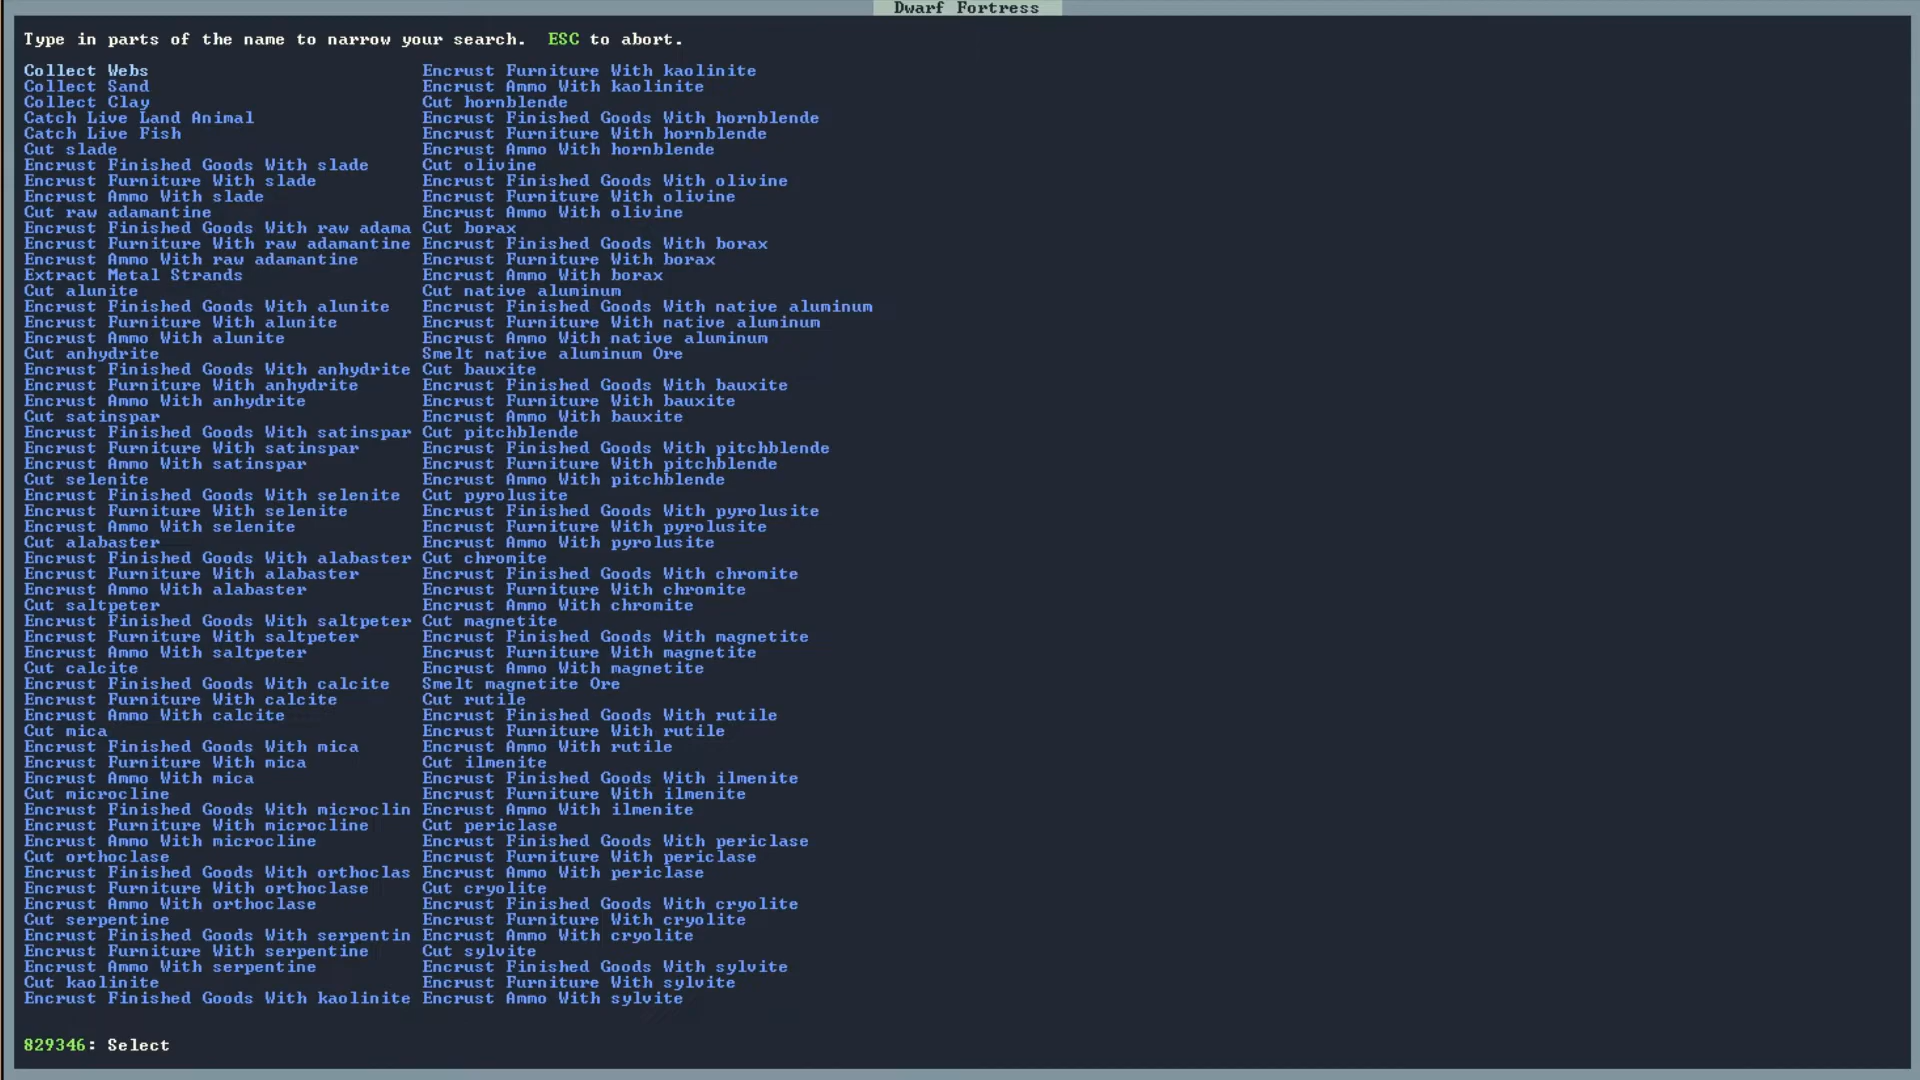 Dwarf Fortress
Type in parts of the name to narrow your search.  ESC to abort.
Collect Webs
Collect Sand
Collect Clay
Catch Live Land Animal
Catch Live Fish
Cut slade
Encrust Finished Goods With slade
Encrust Furniture With slade
Encrust Ammo With slade
Cut raw adamantine
Encrust Finished Goods With raw adama
Encrust Furniture With raw adamantine
Encrust Ammo With raw adamantine
Extract Metal Strands
Cut alunite
Encrust Finished Goods With alunite
Encrust Furniture With alunite
Encrust Ammo With alunite
Cut anhydrite
Encrust Finished Goods With anhydrite
Encrust Furniture With anhydrite
Encrust Ammo With anhydrite
Cut satinspar
Encrust Finished Goods With satinspar
Encrust Furniture With satinspar
Encrust Ammo With satinspar
Cut selenite
Encrust Finished Goods With selenite
Encrust Furniture With selenite
Encrust Ammo With selenite
Cut alabaster
Encrust Finished Goods With alabaster
Encrust Furniture With alabaster
Encrust Ammo With alabaster
Cut saltpeter
Encrust Finished Goods With saltpeter
Encrust Furniture With saltpeter
Encrust Ammo With saltpeter
Cut calcite
Encrust Finished Goods With calcite
Encrust Furniture With calcite
Encrust Ammo With calcite
Cut mica
Encrust Finished Goods With mica
Encrust Furniture With mica
Encrust Ammo With mica
Cut microcline
Encrust Finished Goods With microclin
Encrust Furniture With microcline
Encrust Ammo With microcline
Cut orthoclase
Encrust Finished Goods With orthoclas
Encrust Furniture With orthoclase
Encrust Ammo With orthoclase
Cut serpentine
Encrust Finished Goods With serpentin
Encrust Furniture With serpentine
Encrust Ammo With serpentine
Cut kaolinite
Encrust Finished Goods With kaolinite
Encrust Furniture With kaolinite
Encrust Ammo With kaolinite
Cut hornblende
Encrust Finished Goods With hornblende
Encrust Furniture With hornblende
Encrust Ammo With hornblende
Cut olivine
Encrust Finished Goods With olivine
Encrust Furniture With olivine
Encrust Ammo With olivine
Cut borax
Encrust Finished Goods With borax
Encrust Furniture With borax
Encrust Ammo With borax
Cut native aluminum
Encrust Finished Goods With native aluminum
Encrust Furniture With native aluminum
Encrust Ammo With native aluminum
Smelt native aluminum Ore
Cut bauxite
Encrust Finished Goods With bauxite
Encrust Furniture With bauxite
Encrust Ammo With bauxite
Cut pitchblende
Encrust Finished Goods With pitchblende
Encrust Furniture With pitchblende
Encrust Ammo With pitchblende
Cut pyrolusite
Encrust Finished Goods With pyrolusite
Encrust Furniture With pyrolusite
Encrust Ammo With pyrolusite
Cut chromite
Encrust Finished Goods With chromite
Encrust Furniture With chromite
Encrust Ammo With chromite
Cut magnetite
Encrust Finished Goods With magnetite
Encrust Furniture With magnetite
Encrust Ammo With magnetite
Smelt magnetite Ore
Cut rutile
Encrust Finished Goods With rutile
Encrust Furniture With rutile
Encrust Ammo With rutile
Cut ilmenite
Encrust Finished Goods With ilmenite
Encrust Furniture With ilmenite
Encrust Ammo With ilmenite
Cut periclase
Encrust Finished Goods With periclase
Encrust Furniture With periclase
Encrust Ammo With periclase
Cut cryolite
Encrust Finished Goods With cryolite
Encrust Furniture With cryolite
Encrust Ammo With cryolite
Cut sylvite
Encrust Finished Goods With sylvite
Encrust Furniture With sylvite
Encrust Ammo With sylvite
829346: Select